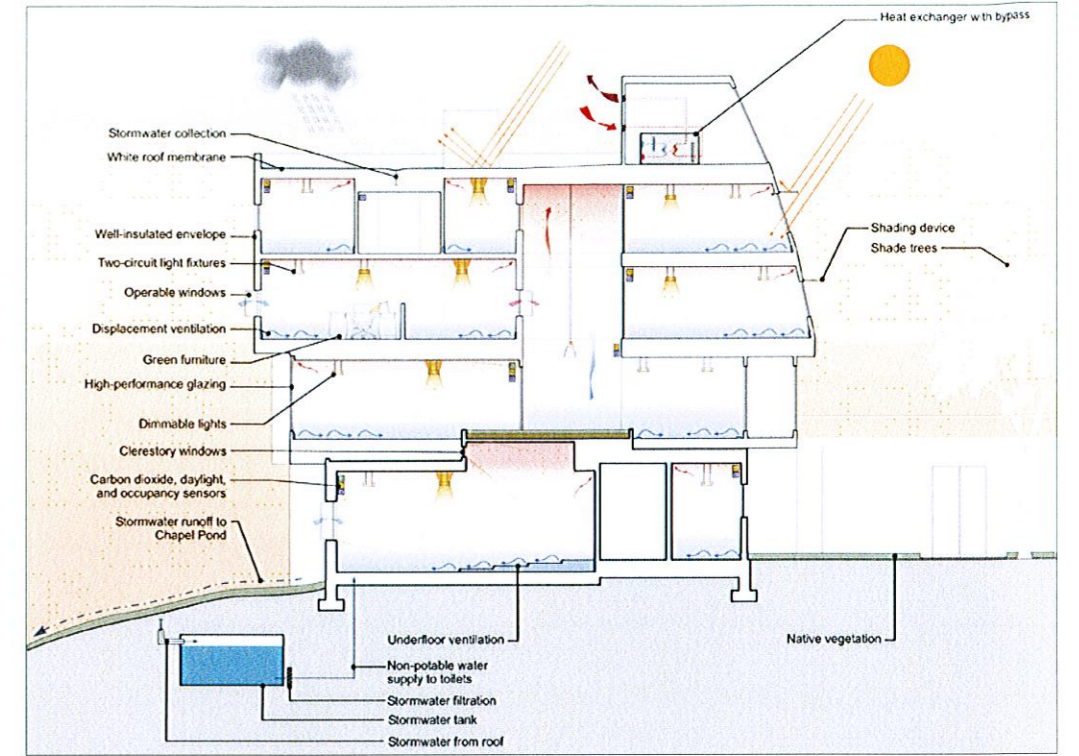 Heat exchanger with bypass
Stormwater collection
White roof membrane
Well-insulated envelope
Two-circuit light fixtures
Operable windows
Displacement ventilation
Green furniture
High-performance glazing
Dimmable lights
Clerestory windows
Carbon dioxide, daylight,
and occupancy sensors
Stormwater runoff to
Chapel Pond
Shading device
Shade trees
Underfloor ventilation
Native vegetation
Non-potable water
supply to toilets
Stormwater filtration
Stormwater tank
Stormwater from roof